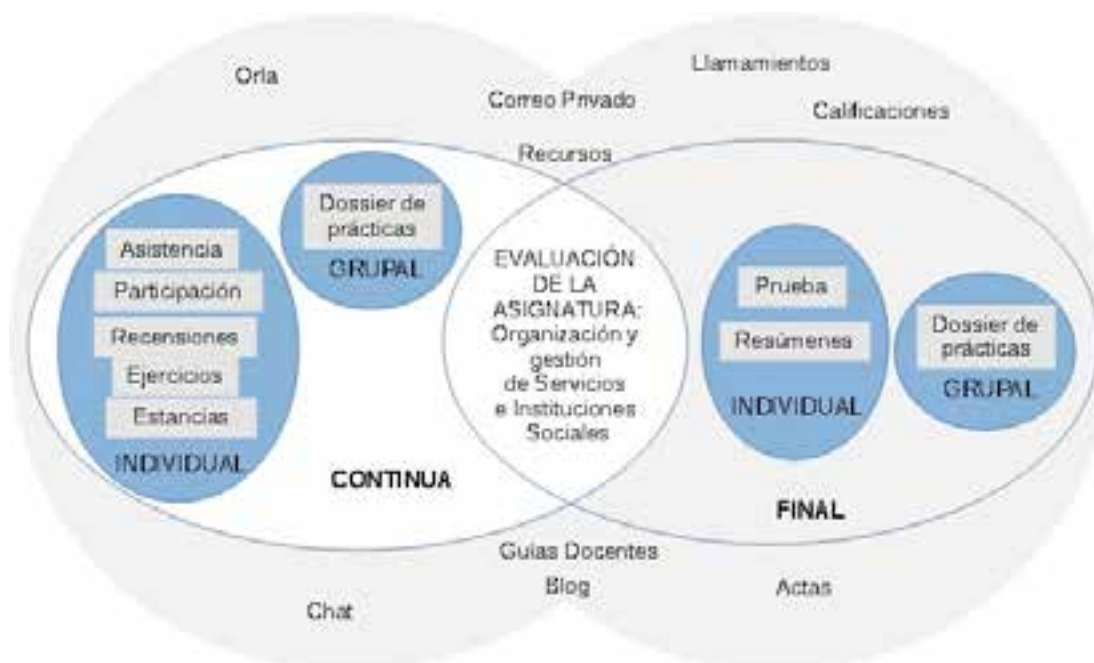 Orla
Llamamientos
Correo Privado
Calificaciones
Recursos
Dossier de
prácticas
GRUPAL
Asistencia
Participación
Recensiones
Ejercicios
Estancias
INDIVIDUAL
CONTINUA
EVALUACIÓN
DE LA
ASIGNATURA:
Organización y
gestión
de Servicios
e Instituciones
Sociales
Prueba
Resúmenes
INDIVIDUAL
Dossier de
prácticas
GRUPAL
FINAL
Guías Docentes
Blog
Actas
Chat